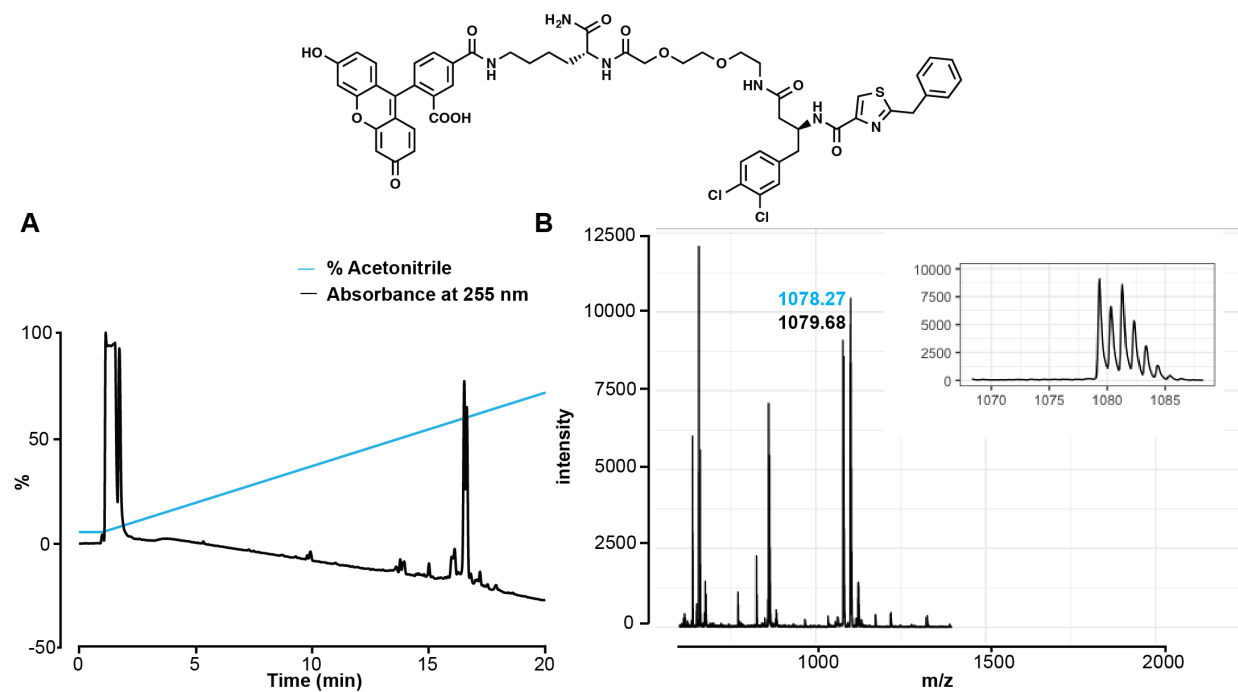 H₂N
O
O
O
O
HO
N
H
N
H
O
O
HN
O
H
N
S
N
O
COOH
O
O
Cl
Cl
A
B
% Acetonitrile
Absorbance at 255 nm
100
50
0
-50
%
0
5
10
15
20
Time (min)
12500
10000
7500
5000
2500
0
intensity
1078.27
1079.68
1000
1500
2000
m/z
10000
7500
5000
2500
0
1070
1075
1080
1085